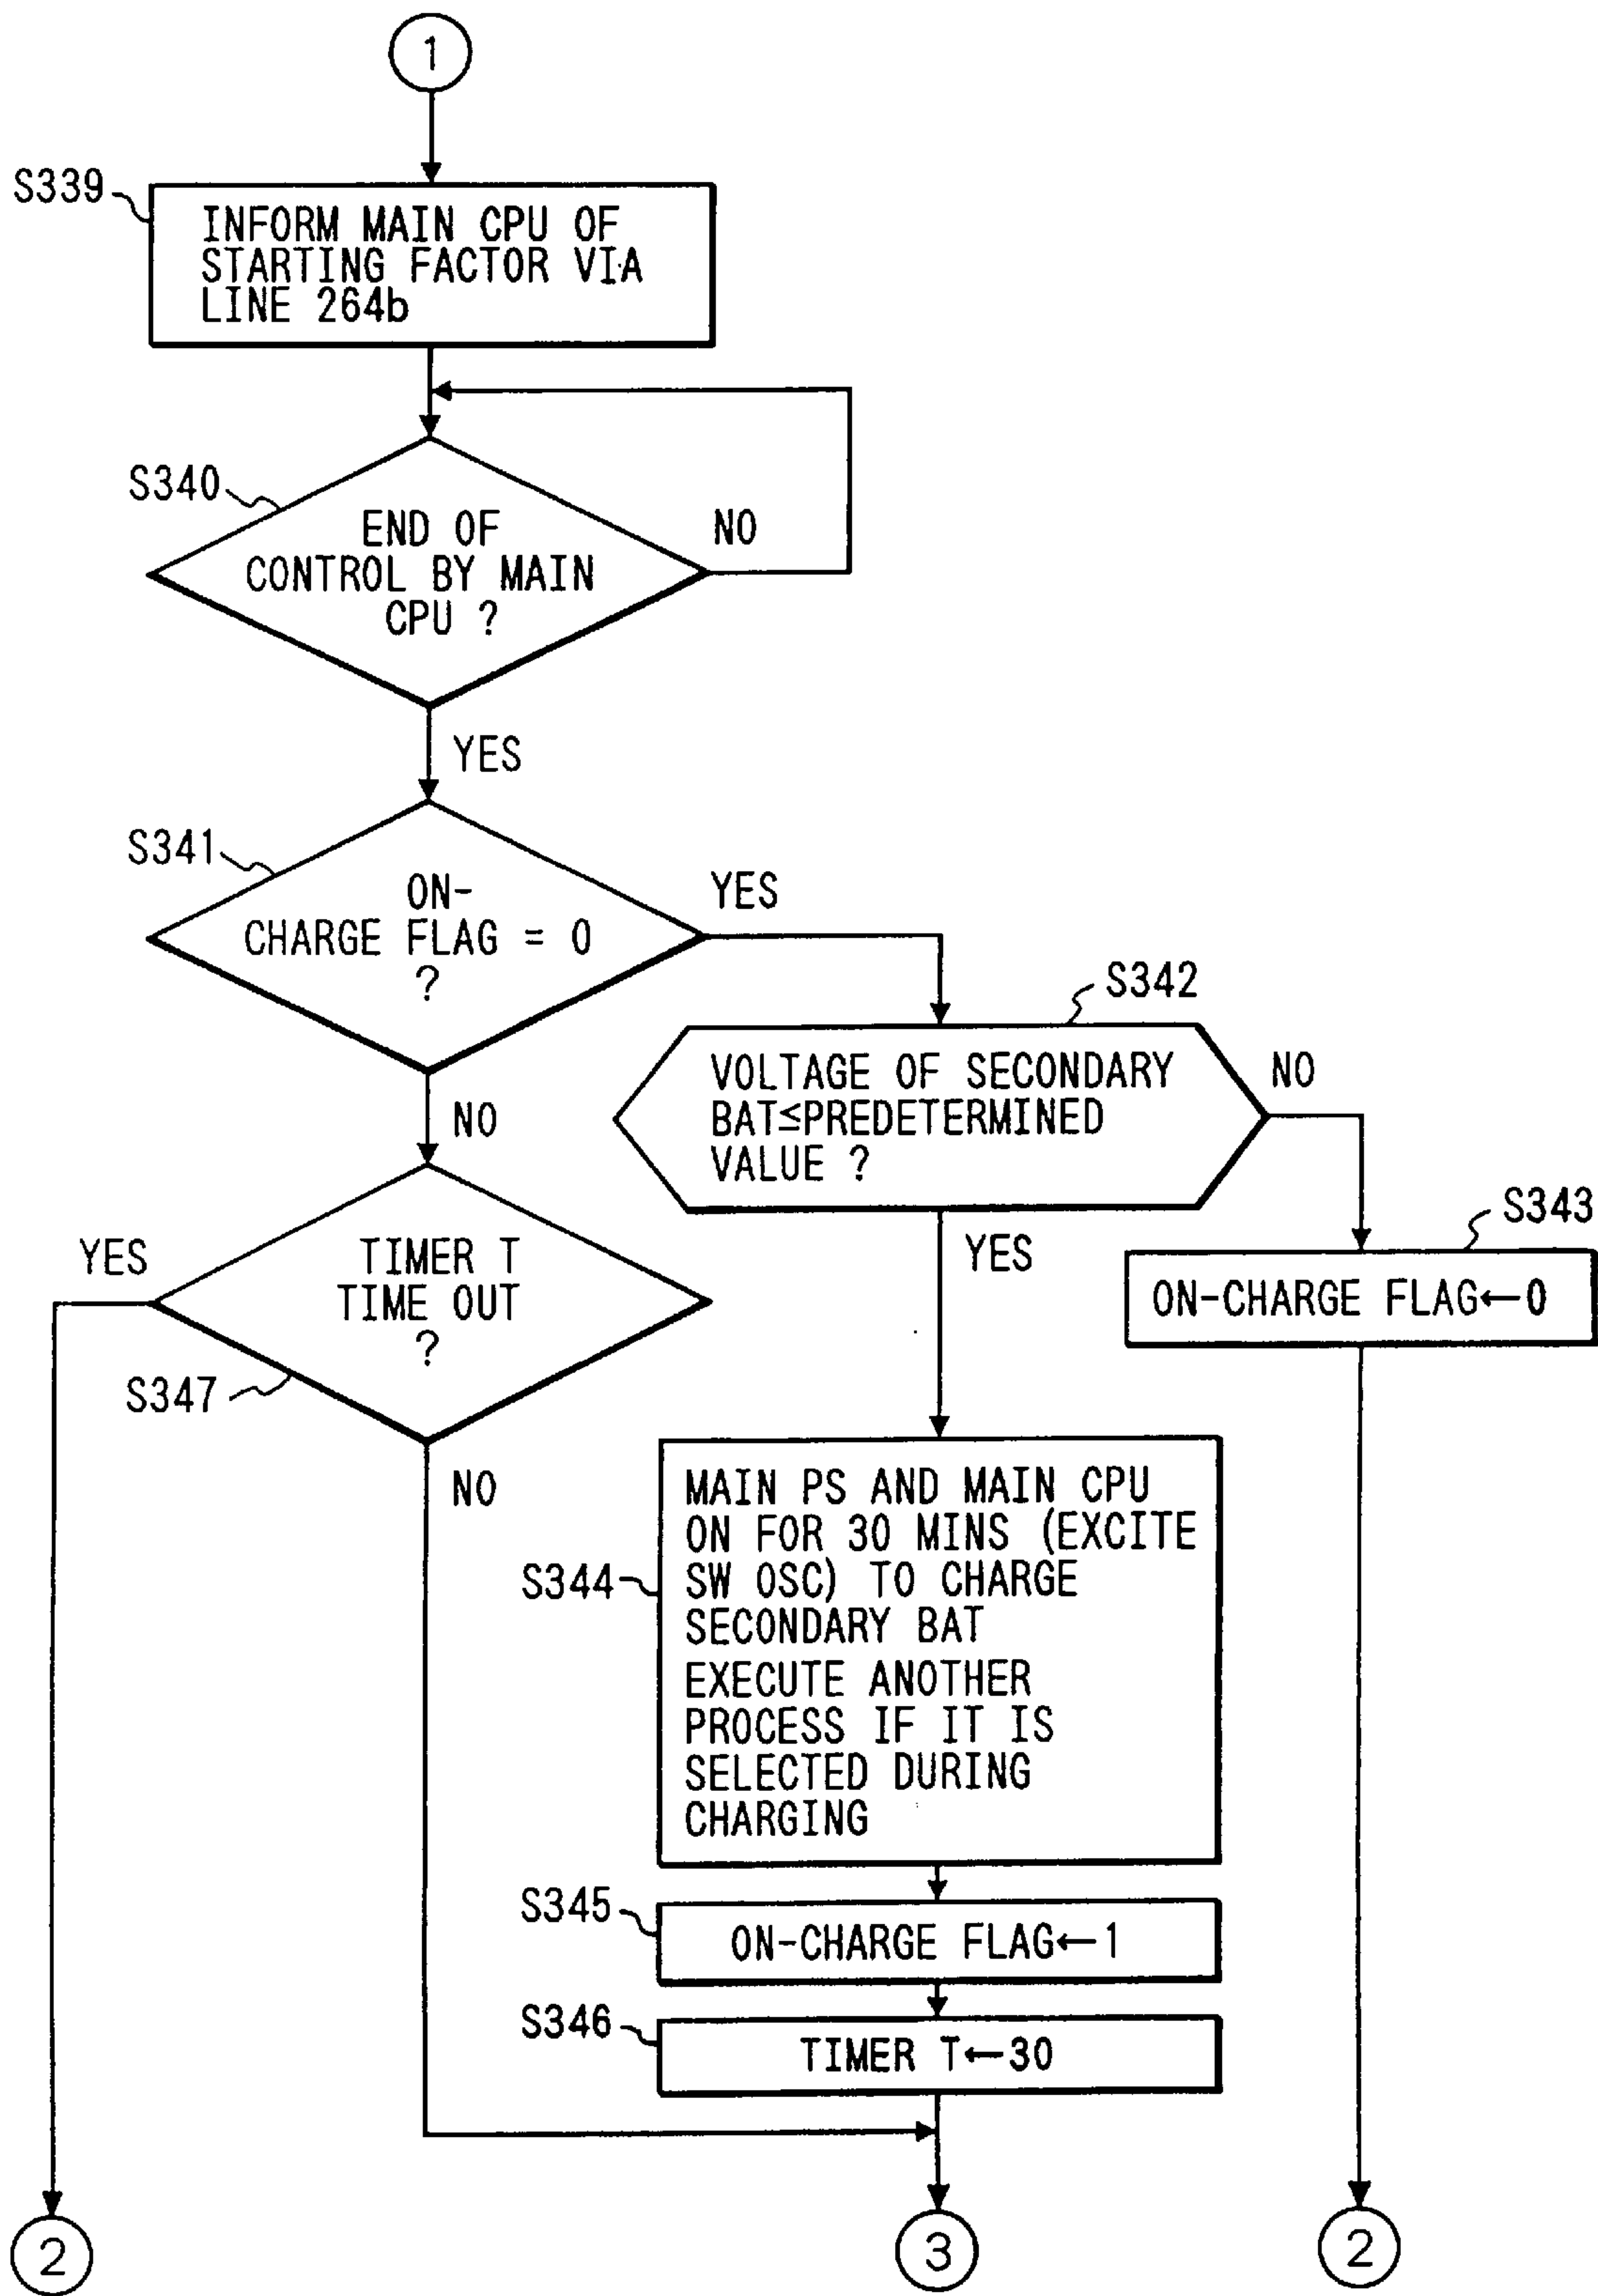 1
S339
INFORM MAIN CPU OF
STARTING FACTOR VIA
LINE 264b
S340
END OF
CONTROL BY MAIN
CPU ?
NO
YES
S341
ON-
CHARGE FLAG = 0
?
YES
NO
S342
VOLTAGE OF SECONDARY
BAT≤PREDETERMINED
VALUE ?
NO
YES
S343
ON-CHARGE FLAG←0
S347
TIMER T
TIME OUT
?
YES
NO
S344
MAIN PS AND MAIN CPU
ON FOR 30 MINS (EXCITE
SW OSC) TO CHARGE
SECONDARY BAT
EXECUTE ANOTHER
PROCESS IF IT IS
SELECTED DURING
CHARGING
S345
ON-CHARGE FLAG←1
S346
TIMER T←30
2
3
2